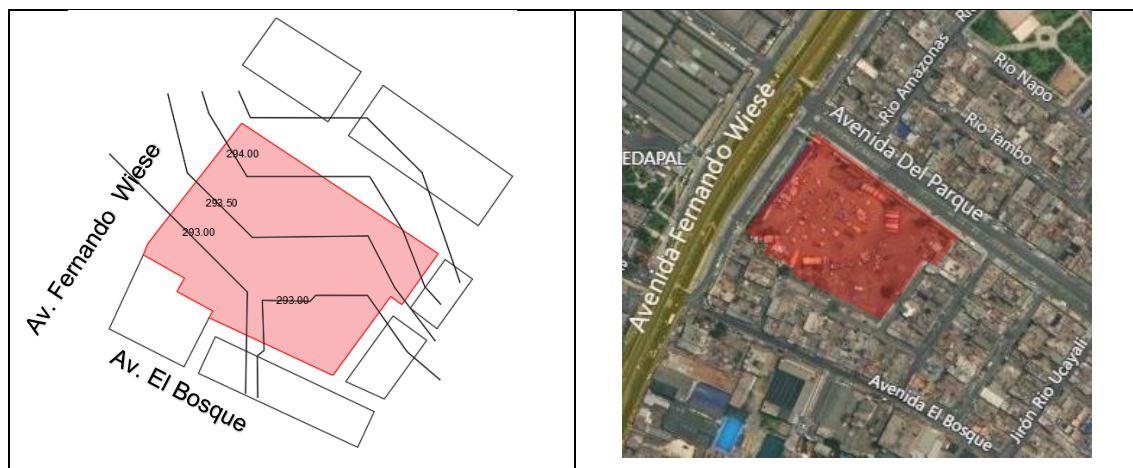 Av. Fernando Wiese
294.00
293.50
293.00
293.00
Av. El Bosque
EDAPAL
Avenida Fernando Wiese
Rio Amazonas
Rio Napo
Rio Tambo
Avenida Del Parque
Avenida El Bosque
Jirón Rio Ucayali